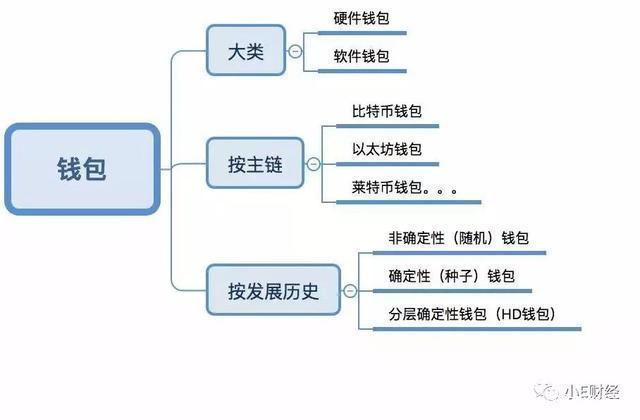 钱包
大类
硬件钱包
软件钱包
按主链
比特币钱包
以太坊钱包
莱特币钱包。。。
按发展历史
非确定性（随机）钱包
确定性（种子）钱包
分层确定性钱包（HD钱包）
小E财经